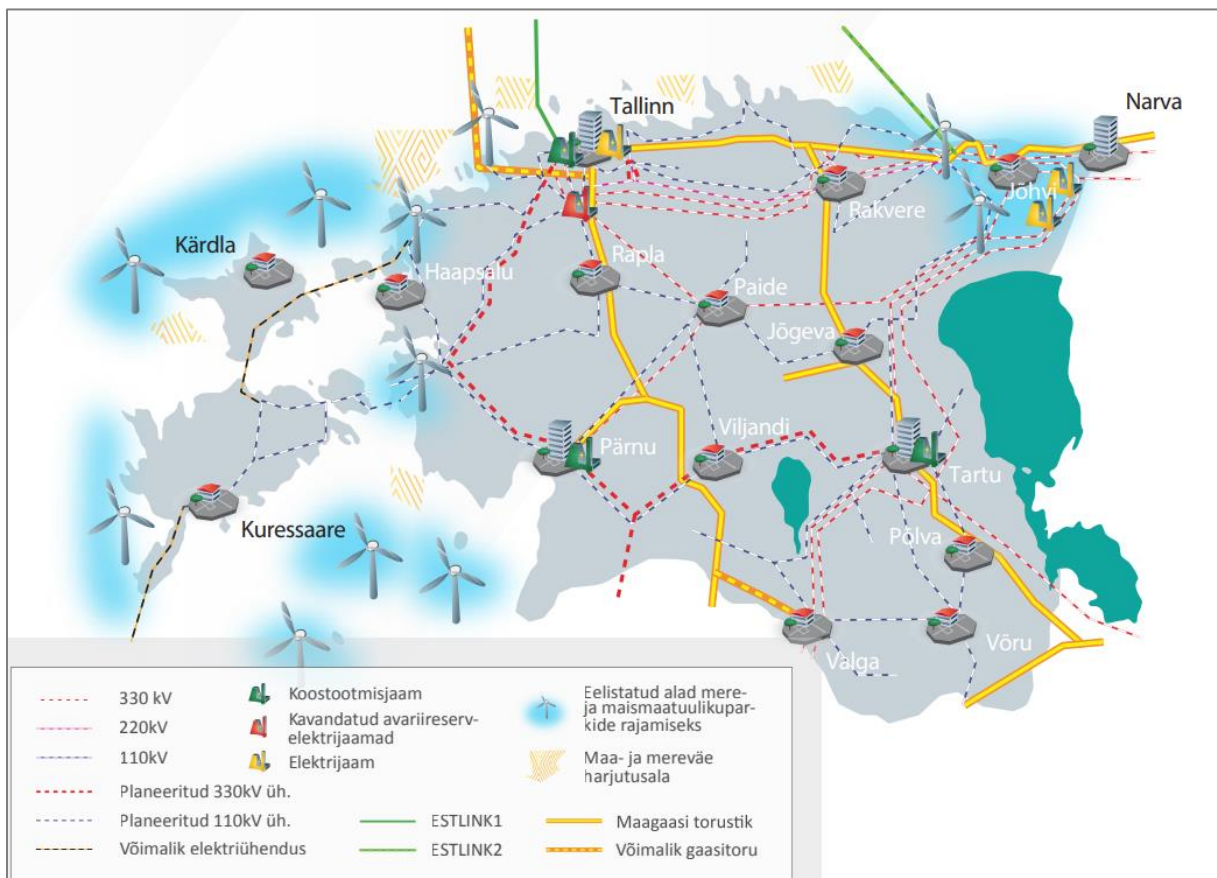 Tallinn
Narva
Jõhvi
Rakvere
Kärdla
Haapsalu
Rapla
Paide
Jõgeva
Pärnu
Viljandi
Tartu
Kuressaare
Põlva
Valga
Võru
330 kV
220kV
110kV
Planeeritud 330kV üh.
Planeeritud 110kV üh.
Võimalik elektriühendus
Koostootmisjaam
Kavandatud avariireserv-
elektrijaamad
Elektrijaam
ESTLINK1
ESTLINK2
Eelistatud alad mere-
ja maismaatuulikupar-
kide rajamiseks
Maa- ja mereväe
harjutusala
Maagaasi torustik
Võimalik gaasitoru